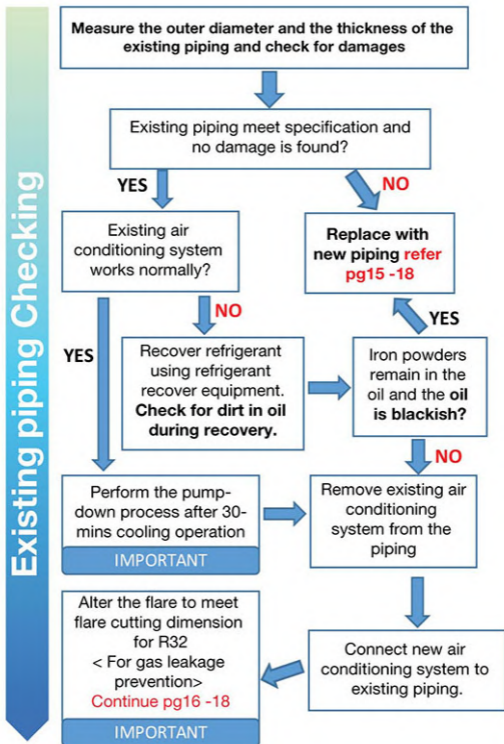 Existing piping Checking
Measure the outer diameter and the thickness of the
existing piping and check for damages
Existing piping meet specification and
no damage is found?
YES
NO
Existing air
conditioning system
works normally?
Replace with
new piping refer
pg15 -18
NO
YES
YES
Recover refrigerant
using refrigerant
recover equipment.
Check for dirt in oil
during recovery.
Iron powders
remain in the
oil and the oil
is blackish?
NO
Perform the pump-
down process after 30-
mins cooling operation
IMPORTANT
Remove existing air
conditioning
system from the
piping
Connect new air
conditioning system to
existing piping.
Alter the flare to meet
flare cutting dimension
for R32
< For gas leakage
prevention>
Continue pg16 -18
IMPORTANT